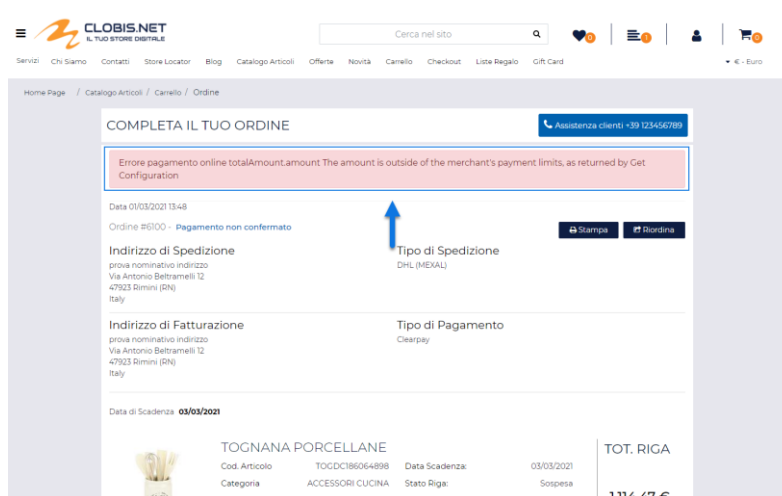 CLOBIS.NET
IL TUO STORE DIGITALE
Cerca nel sito
0
1
0
Servizi Chi Siamo Contatti Store Locator Blog Catalogo Articoli Offerte Novità Carrello Checkout Liste Regalo Gift Card € - Euro
Home Page / Catalogo Articoli / Carrello / Ordine
COMPLETA IL TUO ORDINE
Assistenza clienti +39 123456789
Errore pagamento online totalAmount.amount The amount is outside of the merchant's payment limits, as returned by Get
Configuration
Data 01/03/2021 13:48
Ordine #6100 - Pagamento non confermato
Stampa
Riordina
Indirizzo di Spedizione
prova nominativo indirizzo
Via Antonio Beltramelli 12
47923 Rimini (RN)
Italy
Tipo di Spedizione
DHL (MEXAL)
Indirizzo di Fatturazione
prova nominativo indirizzo
Via Antonio Beltramelli 12
47923 Rimini (RN)
Italy
Tipo di Pagamento
Clearpay
Data di Scadenza 03/03/2021
TOGNANA PORCELLANE
Cod. Articolo TOGDC186064898 Data Scadenza: 03/03/2021
Categoria ACCESSORI CUCINA Stato Riga: Sospesa
TOT. RIGA